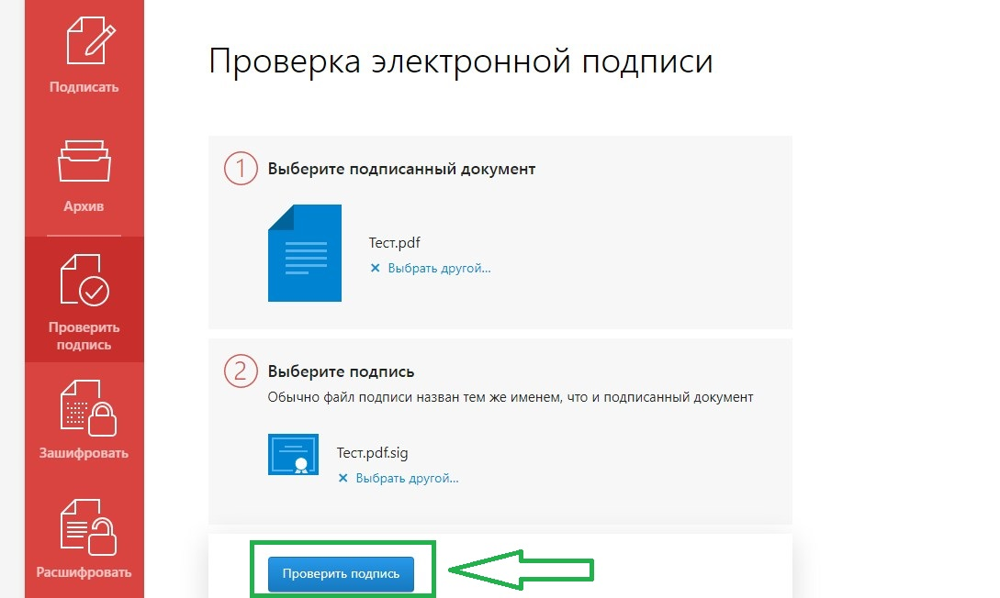 Подписать
Архив
Проверить
подпись
Зашифровать
Расшифровать
Проверка электронной подписи
1 Выберите подписанный документ
Тест.pdf
× Выбрать другой...
2 Выберите подпись
Обычно файл подписи назван тем же именем, что и подписанный документ
Тест.pdf.sig
× Выбрать другой...
Проверить подпись